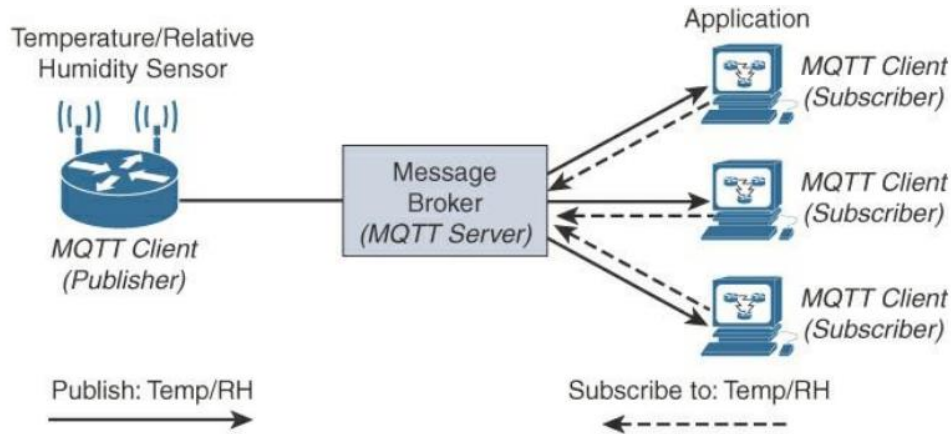 Temperature/Relative
Humidity Sensor
MQTT Client
(Publisher)
Message
Broker
(MQTT Server)
Application
MQTT Client
(Subscriber)
MQTT Client
(Subscriber)
MQTT Client
(Subscriber)
Publish: Temp/RH
Subscribe to: Temp/RH